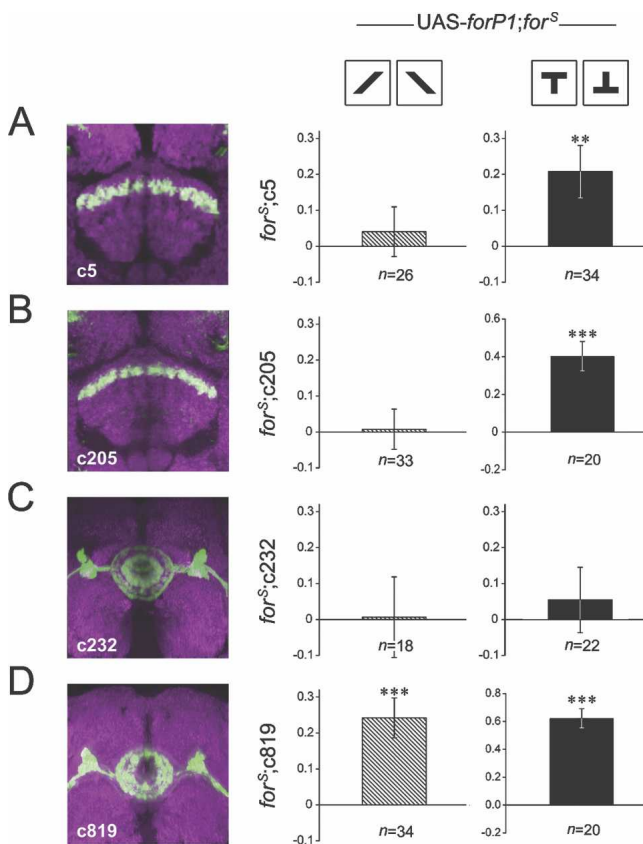 UAS-forP1;forS
A
c5
forS;c5
0.3
0.2
0.1
0
-0.1
n=26
**
0.3
0.2
0.1
0
-0.1
n=34
B
c205
forS;c205
0.3
0.2
0.1
0
-0.1
n=33
***
0.4
0.2
0
-0.2
n=20
C
c232
forS;c232
0.3
0.2
0.1
0
-0.1
n=18
0.3
0.2
0.1
0
-0.1
n=22
D
c819
forS;c819
***
0.3
0.2
0.1
0
-0.1
n=34
***
0.8
0.6
0.4
0.2
0
-0.2
n=20